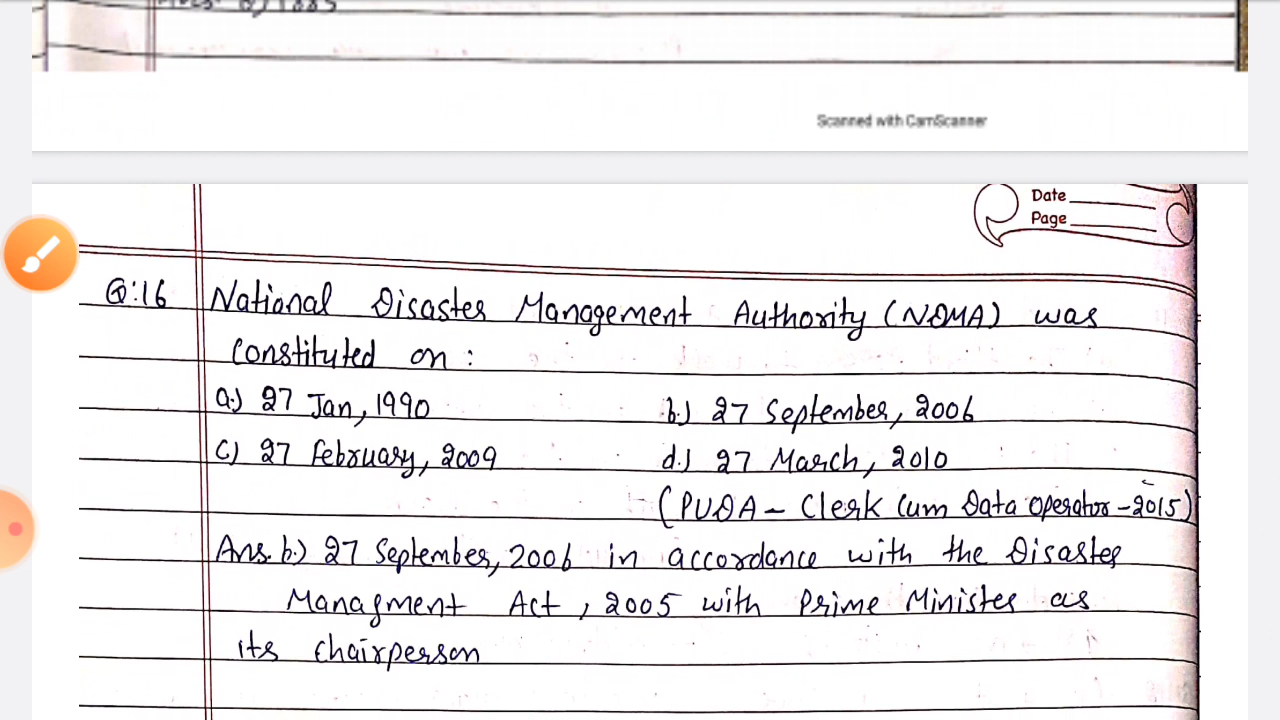 Scanned with CamScanner
Date
Page
Q:16 National Disaster Management Authority (NDMA) was
Constituted on :
a.) 27 Jan, 1990 b.) 27 September, 2006
c) 27 february, 2009 d.) 27 March, 2010
(PUDA - Clerk Cum Data Operator - 2015)
Ans. b.) 27 September, 2006 in accordance with the Disaster
Managment Act, 2005 with Prime Minister as
its chairperson